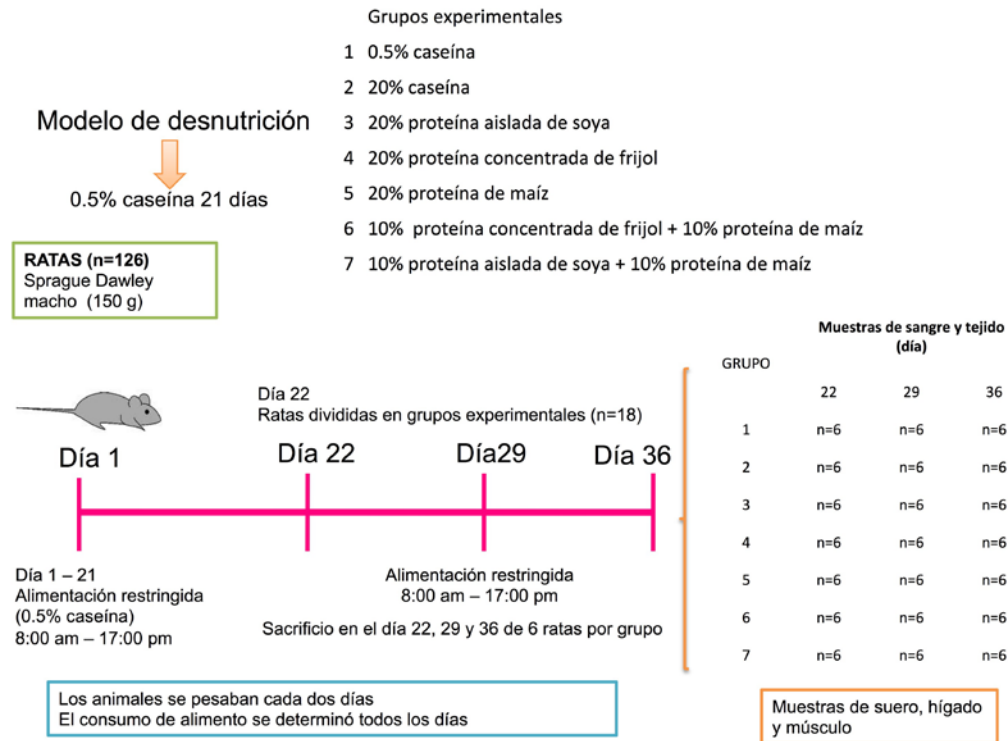 Grupos experimentales
1 0.5% caseína
2 20% caseína
3 20% proteína aislada de soya
4 20% proteína concentrada de frijol
5 20% proteína de maíz
6 10% proteína concentrada de frijol + 10% proteína de maíz
7 10% proteína aislada de soya + 10% proteína de maíz
Modelo de desnutrición
0.5% caseína 21 días
RATAS (n=126)
Sprague Dawley
macho (150 g)
Día 22
Ratas divididas en grupos experimentales (n=18)
Día 1
Día 22
Día29
Día 36
Día 1 – 21
Alimentación restringida
(0.5% caseína)
8:00 am – 17:00 pm
Alimentación restringida
8:00 am – 17:00 pm
Sacrificio en el día 22, 29 y 36 de 6 ratas por grupo
Los animales se pesaban cada dos días
El consumo de alimento se determinó todos los días
Muestras de sangre y tejido
(día)
GRUPO
22 29 36
1 n=6 n=6 n=6
2 n=6 n=6 n=6
3 n=6 n=6 n=6
4 n=6 n=6 n=6
5 n=6 n=6 n=6
6 n=6 n=6 n=6
7 n=6 n=6 n=6
Muestras de suero, hígado
y músculo